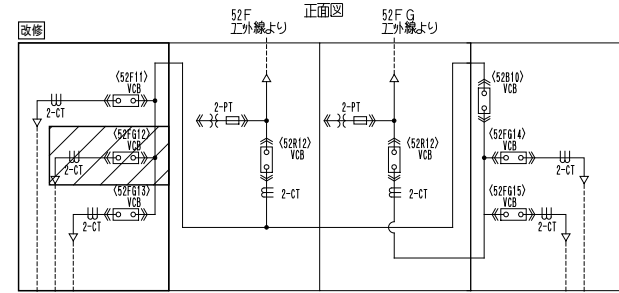 正面図
改修
52F
工外線より
52FG
工外線より
〈52F11〉
VCB
2-CT
〈52FG12〉
VCB
2-CT
〈52FG13〉
VCB
2-CT
2-PT
〈52R12〉
VCB
2-CT
2-PT
〈52R12〉
VCB
2-CT
〈52B10〉
VCB
〈52FG14〉
VCB
2-CT
〈52FG15〉
VCB
2-CT